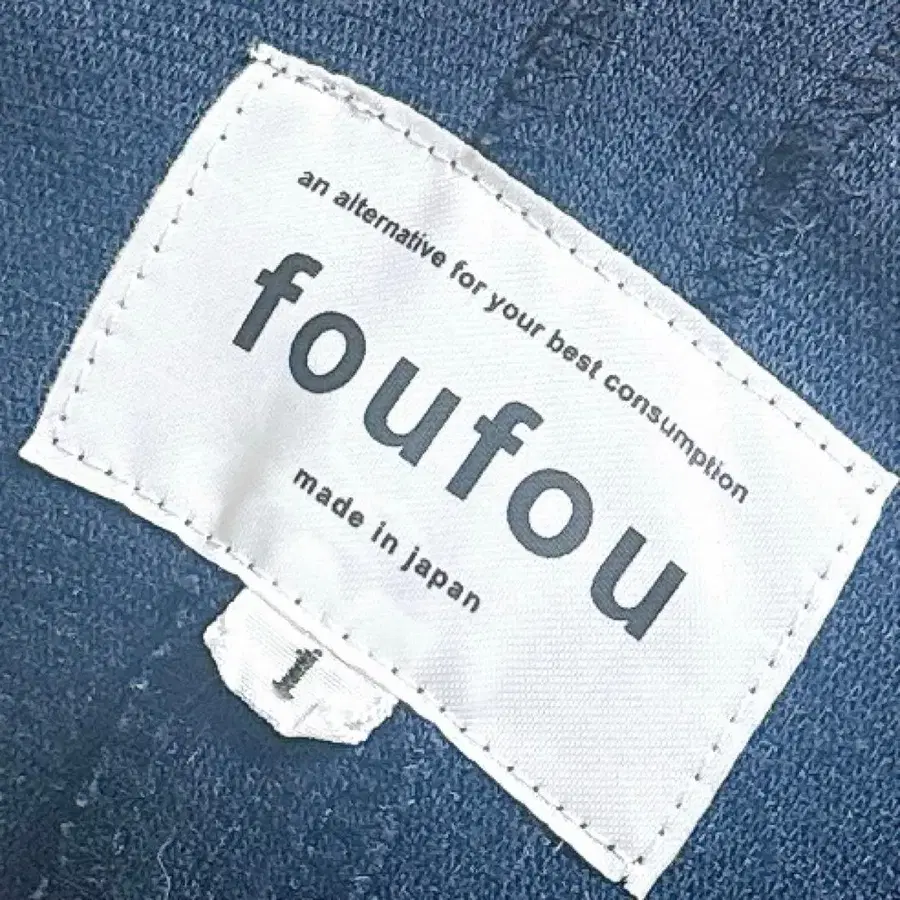 an alternative for your best consumption
foufou
made in japan
1